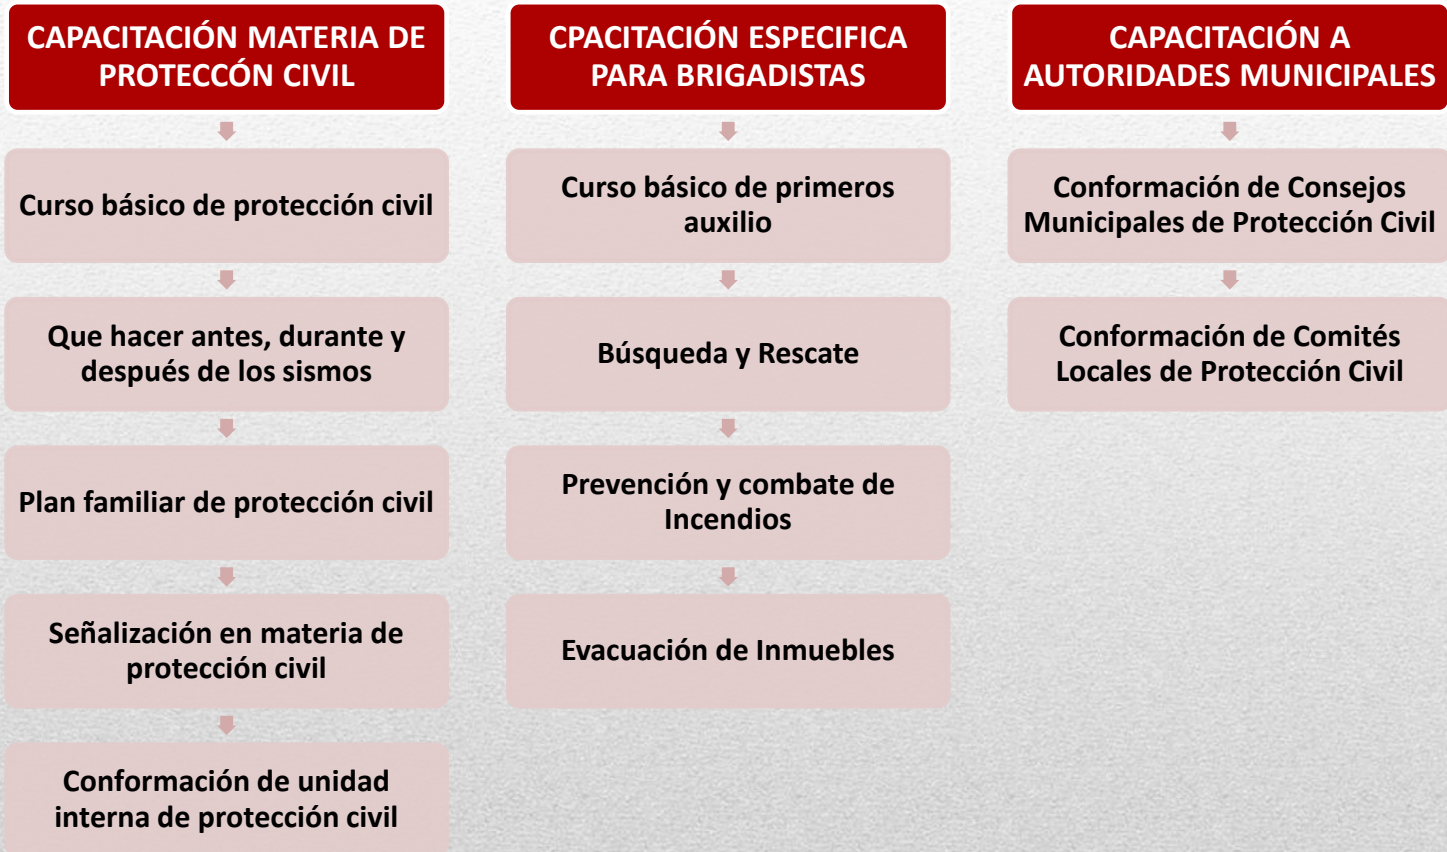 CAPACITACIÓN MATERIA DE
PROTECCÓN CIVIL
Curso básico de protección civil
Que hacer antes, durante y
después de los sismos
Plan familiar de protección civil
Señalización en materia de
protección civil
Conformación de unidad
interna de protección civil
CPACITACIÓN ESPECIFICA
PARA BRIGADISTAS
Curso básico de primeros
auxilio
Búsqueda y Rescate
Prevención y combate de
Incendios
Evacuación de Inmuebles
CAPACITACIÓN A
AUTORIDADES MUNICIPALES
Conformación de Consejos
Municipales de Protección Civil
Conformación de Comités
Locales de Protección Civil